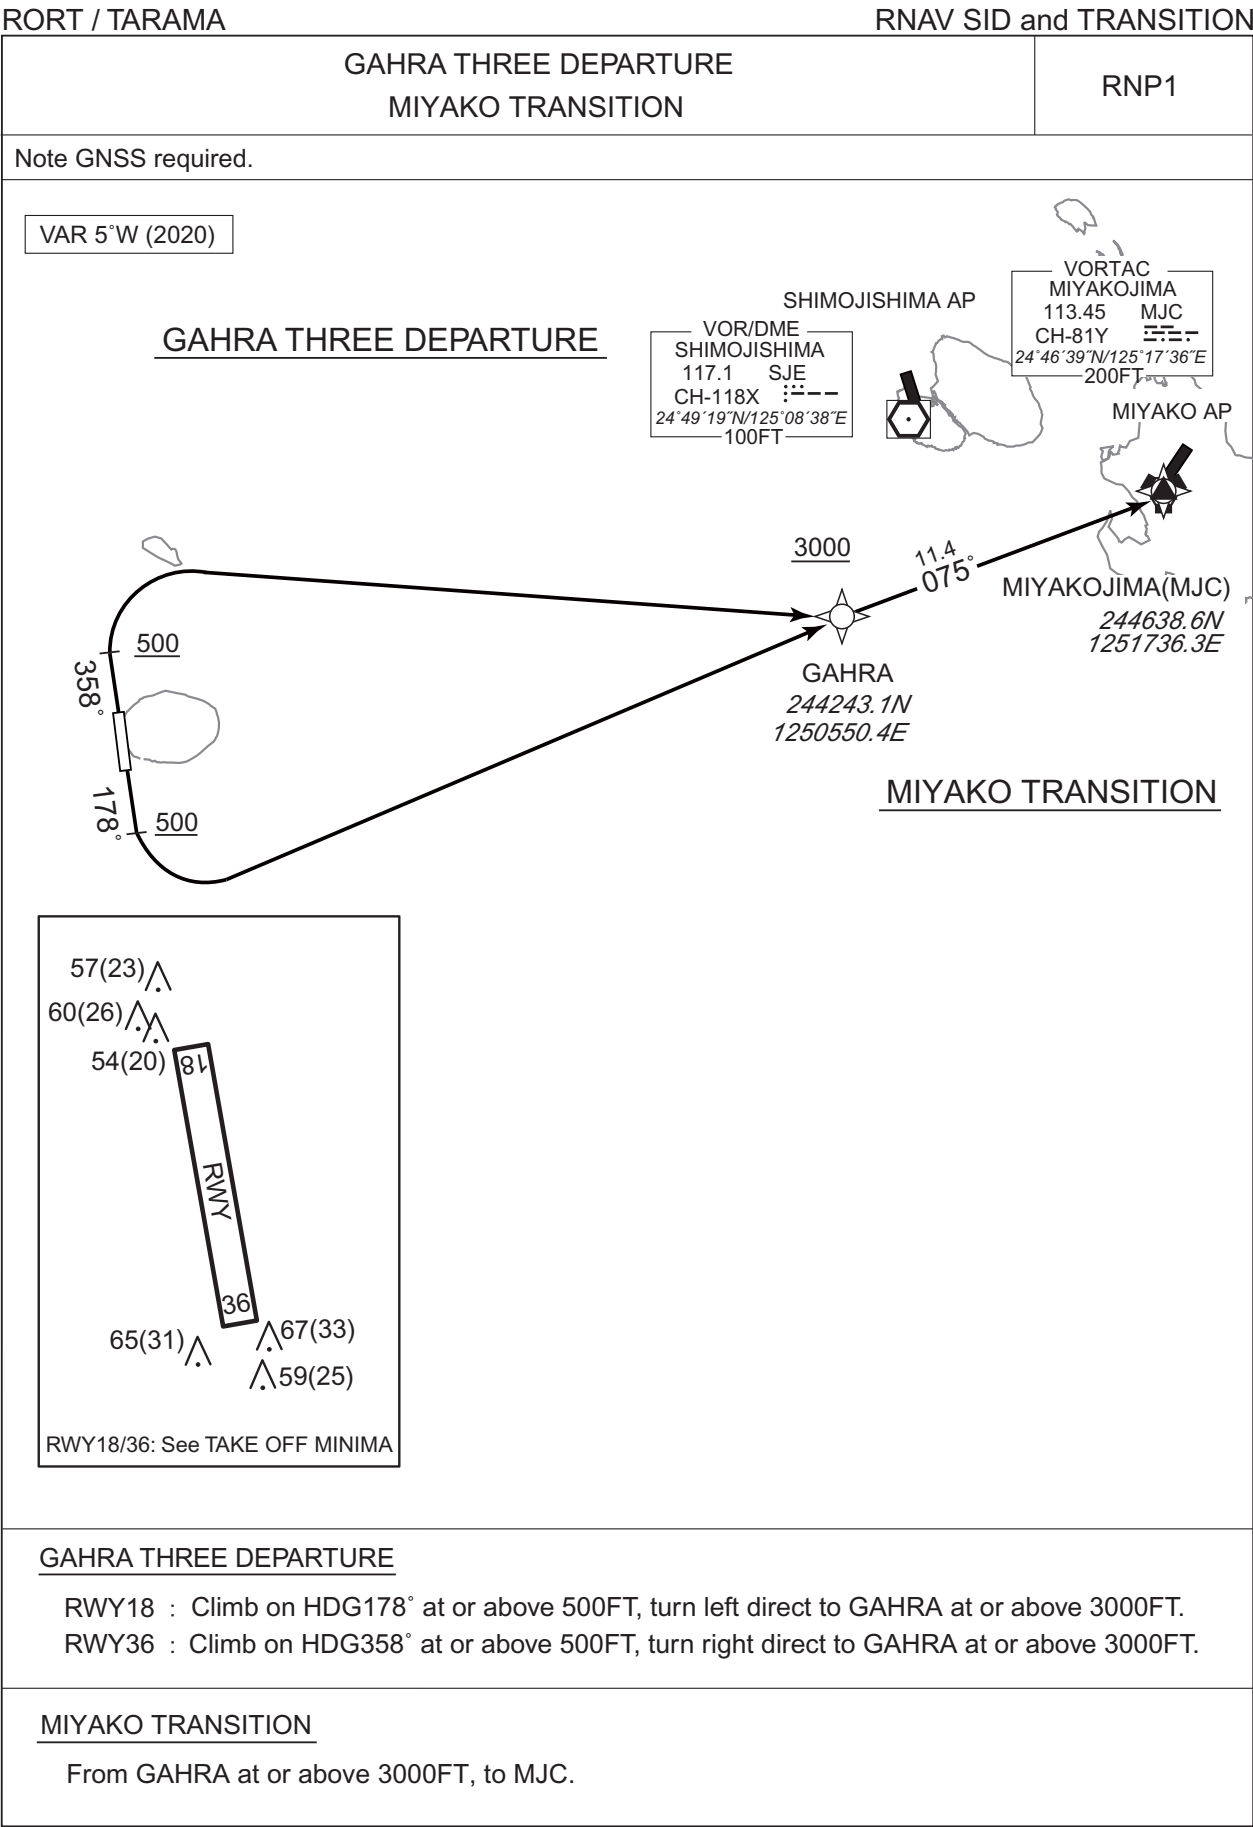 RORT / TARAMA
RNAV SID and TRANSITION
GAHRA THREE DEPARTURE
MIYAKO TRANSITION
RNP1
Note GNSS required.
VAR 5˚W (2020)
GAHRA THREE DEPARTURE
SHIMOJISHIMA AP
VOR/DME
SHIMOJISHIMA
117.1 SJE
CH-118X
24˚49´19˝N/125˚08´38˝E
100FT
VORTAC
MIYAKOJIMA
113.45 MJC
CH-81Y
24˚46´39˝N/125˚17´36˝E
200FT
MIYAKO AP
3000
11.4
075˚
MIYAKOJIMA(MJC)
244638.6N
1251736.3E
500
358˚
GAHRA
244243.1N
1250550.4E
178˚
500
MIYAKO TRANSITION
57(23)
60(26)
54(20)
18
RWY
36
65(31)
67(33)
59(25)
RWY18/36: See TAKE OFF MINIMA
GAHRA THREE DEPARTURE
RWY18 : Climb on HDG178˚ at or above 500FT, turn left direct to GAHRA at or above 3000FT.
RWY36 : Climb on HDG358˚ at or above 500FT, turn right direct to GAHRA at or above 3000FT.
MIYAKO TRANSITION
From GAHRA at or above 3000FT, to MJC.